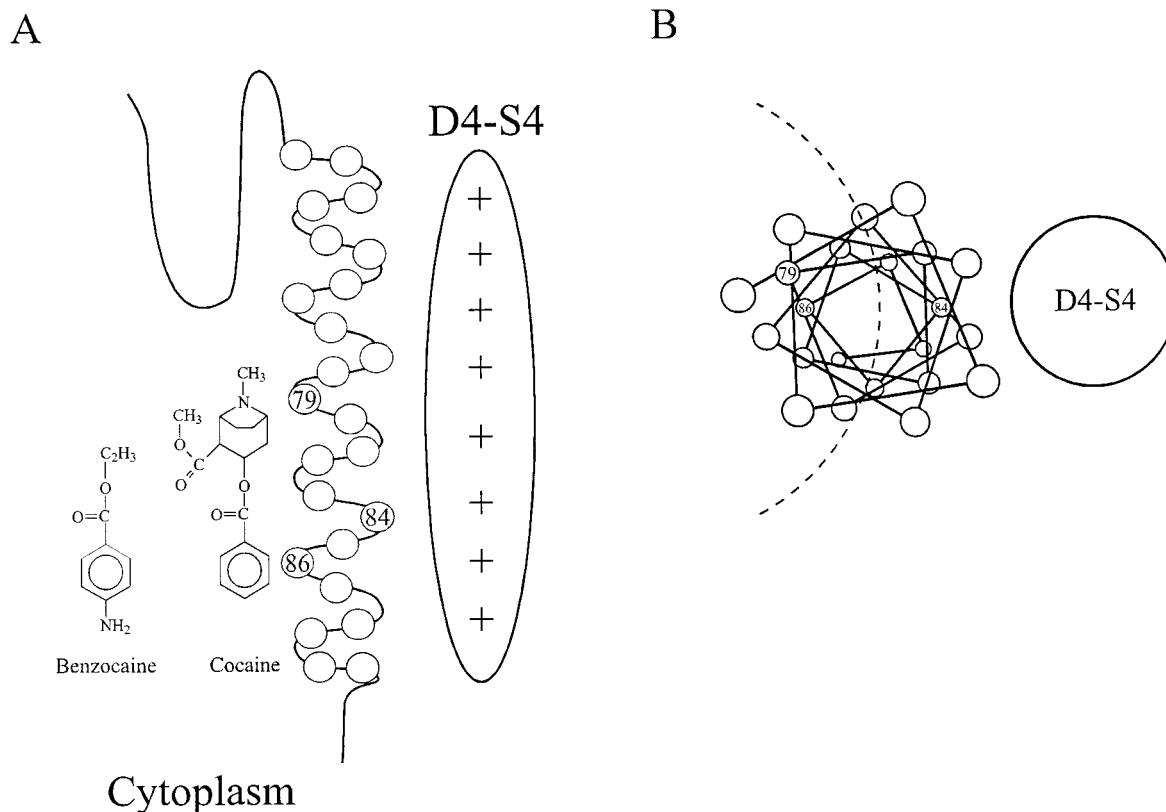 A
B
D4-S4
+
+
+
+
+
+
+
+
79
84
86
CH₃
N
CH₃
O
C
O
O
O=C
C₂H₃
O
O=C
NH₂
Benzocaine
Cocaine
Cytoplasm
79
86
84
D4-S4